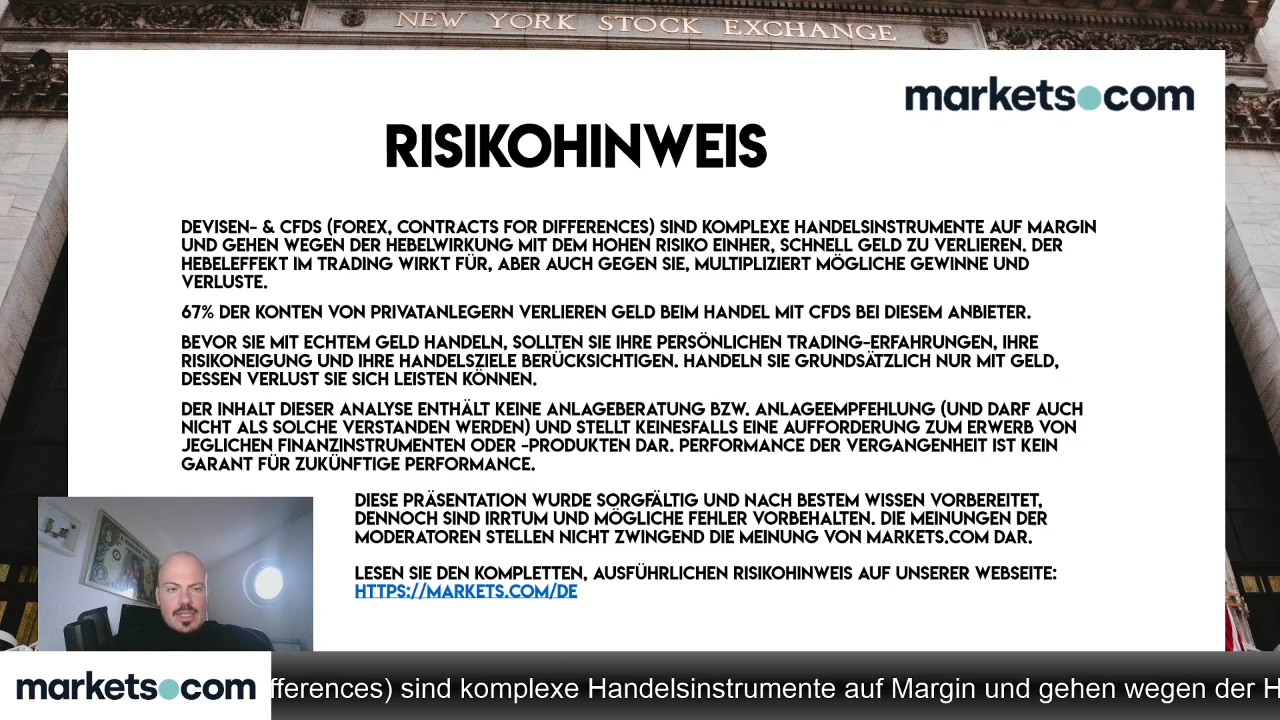 NEW YORK STOCK EXCHANGE
markets.com
RISIKOHINWEIS
DEVISEN- & CFDS (FOREX, CONTRACTS FOR DIFFERENCES) SIND KOMPLEXE HANDELSINSTRUMENTE AUF MARGIN
UND GEHEN WEGEN DER HEBELWIRKUNG MIT DEM HOHEN RISIKO EINHER, SCHNELL GELD ZU VERLIEREN. DER
HEBELEFFEKT IM TRADING WIRKT FÜR, ABER AUCH GEGEN SIE, MULTIPLIZIERT MÖGLICHE GEWINNE UND
VERLUSTE.
67% DER KONTEN VON PRIVATANLEGERN VERLIEREN GELD BEIM HANDEL MIT CFDS BEI DIESEM ANBIETER.
BEVOR SIE MIT ECHTEM GELD HANDELN, SOLLTEN SIE IHRE PERSÖNLICHEN TRADING-ERFAHRUNGEN, IHRE
RISIKONEIGUNG UND IHRE HANDELSZIELE BERÜCKSICHTIGEN. HANDELN SIE GRUNDSÄTZLICH NUR MIT GELD,
DESSEN VERLUST SIE SICH LEISTEN KÖNNEN.
DER INHALT DIESER ANALYSE ENTHÄLT KEINE ANLAGEBERATUNG BZW. ANLAGEEMPFEHLUNG (UND DARF AUCH
NICHT ALS SOLCHE VERSTANDEN WERDEN) UND STELLT KEINESFALLS EINE AUFFORDERUNG ZUM ERWERB VON
JEGLICHEN FINANZINSTRUMENTEN ODER -PRODUKTEN DAR. PERFORMANCE DER VERGANGENHEIT IST KEIN
GARANT FÜR ZUKÜNFTIGE PERFORMANCE.
DIESE PRÄSENTATION WURDE SORGFÄLTIG UND NACH BESTEM WISSEN VORBEREITET,
DENNOCH SIND IRRTUM UND MÖGLICHE FEHLER VORBEHALTEN. DIE MEINUNGEN DER
MODERATOREN STELLEN NICHT ZWINGEND DIE MEINUNG VON MARKETS.COM DAR.
LESEN SIE DEN KOMPLETTEN, AUSFÜHRLICHEN RISIKOHINWEIS AUF UNSERER WEBSEITE:
HTTPS://MARKETS.COM/DE
markets.com
fferences) sind komplexe Handelsinstrumente auf Margin und gehen wegen der H